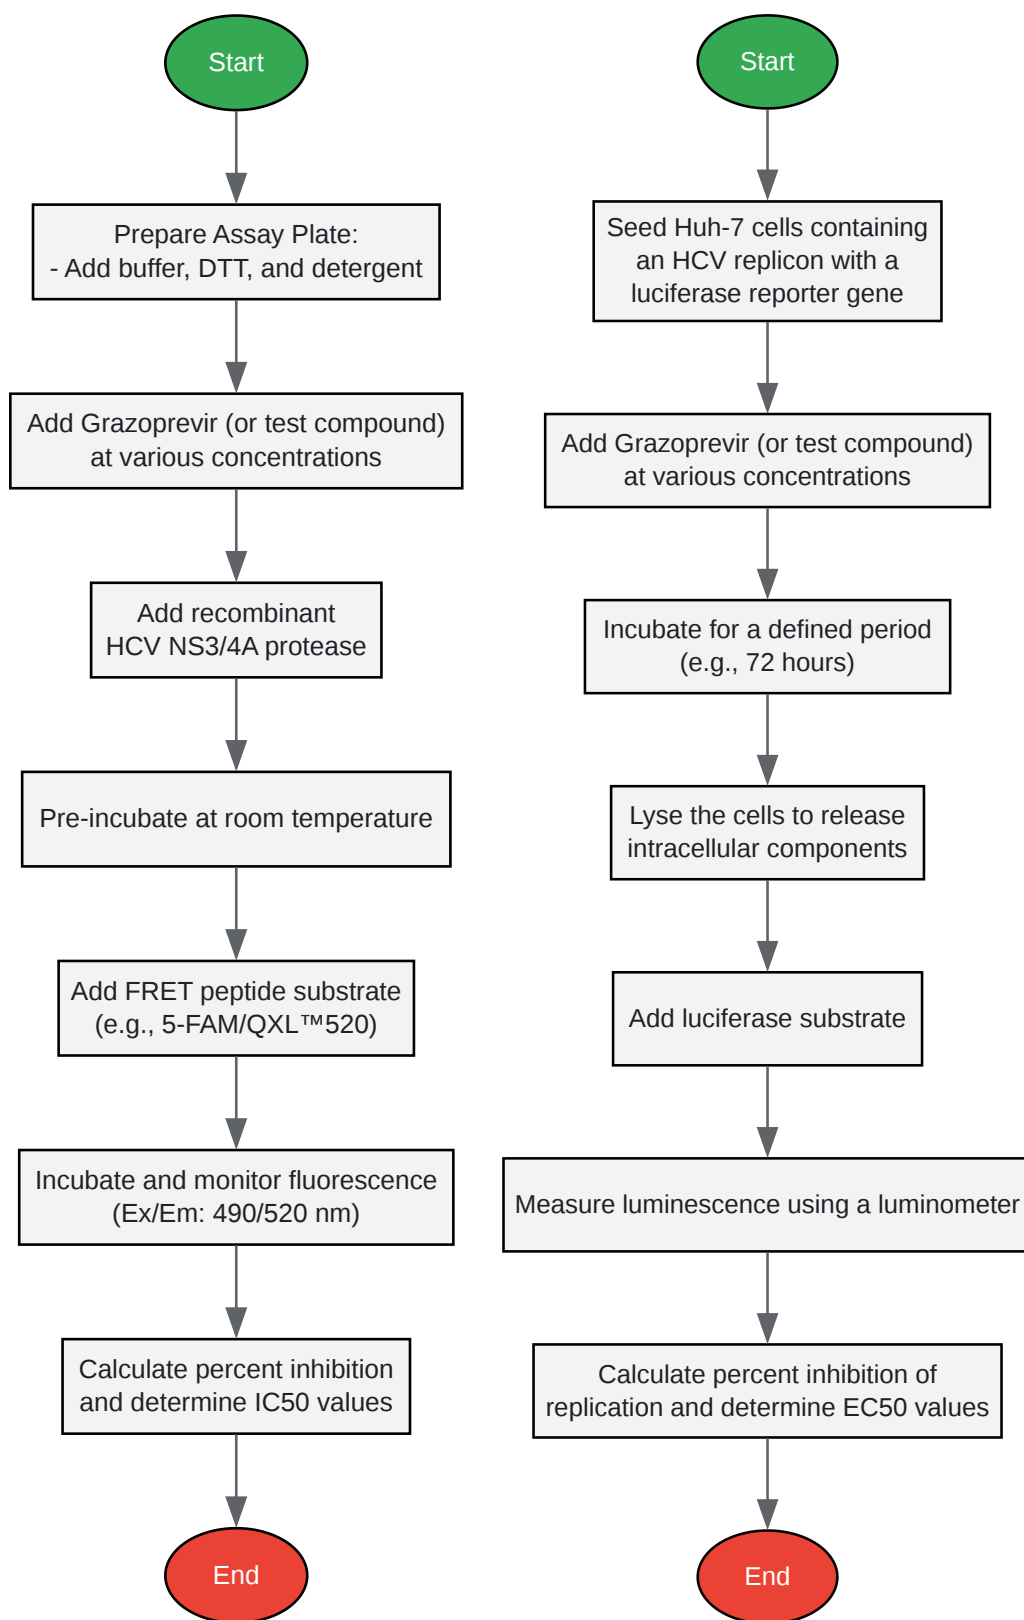 Start
Prepare Assay Plate:
- Add buffer, DTT, and detergent
Add Grazoprevir (or test compound)
at various concentrations
Add recombinant
HCV NS3/4A protease
Pre-incubate at room temperature
Add FRET peptide substrate
(e.g., 5-FAM/QXL™520)
Incubate and monitor fluorescence
(Ex/Em: 490/520 nm)
Calculate percent inhibition
and determine IC50 values
End
Start
Seed Huh-7 cells containing
an HCV replicon with a
luciferase reporter gene
Add Grazoprevir (or test compound)
at various concentrations
Incubate for a defined period
(e.g., 72 hours)
Lyse the cells to release
intracellular components
Add luciferase substrate
Measure luminescence using a luminometer
Calculate percent inhibition of
replication and determine EC50 values
End